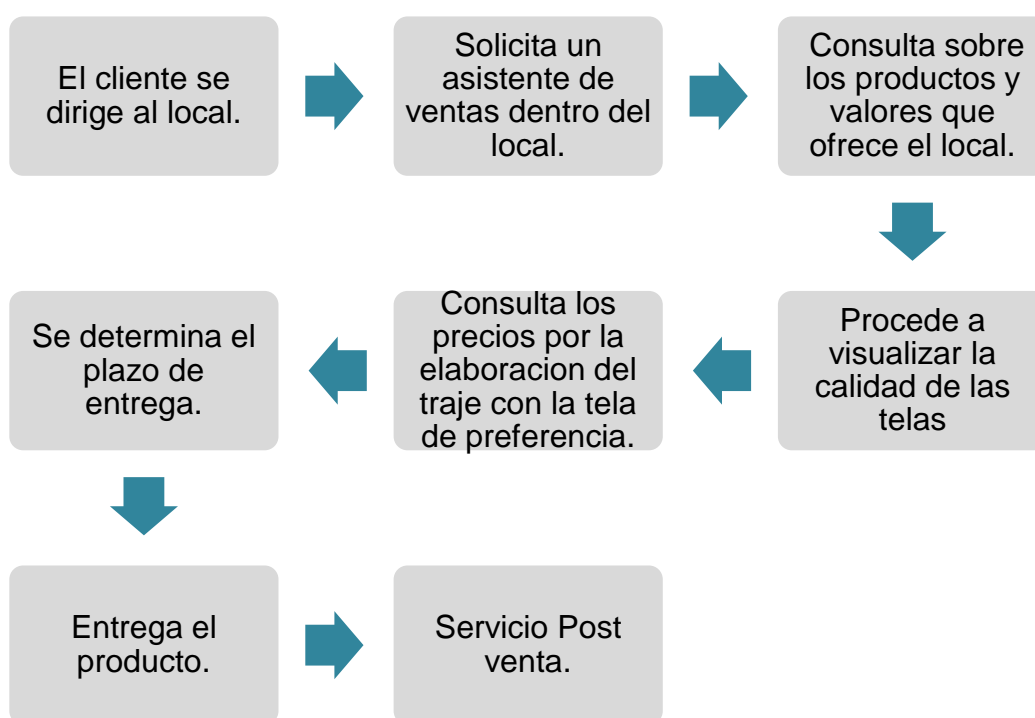 El cliente se
dirige al local.
Solicita un
asistente de
ventas dentro del
local.
Consulta sobre
los productos y
valores que
ofrece el local.
Procede a
visualizar la
calidad de las
telas
Consulta los
precios por la
elaboracion del
traje con la tela
de preferencia.
Se determina el
plazo de
entrega.
Entrega el
producto.
Servicio Post
venta.